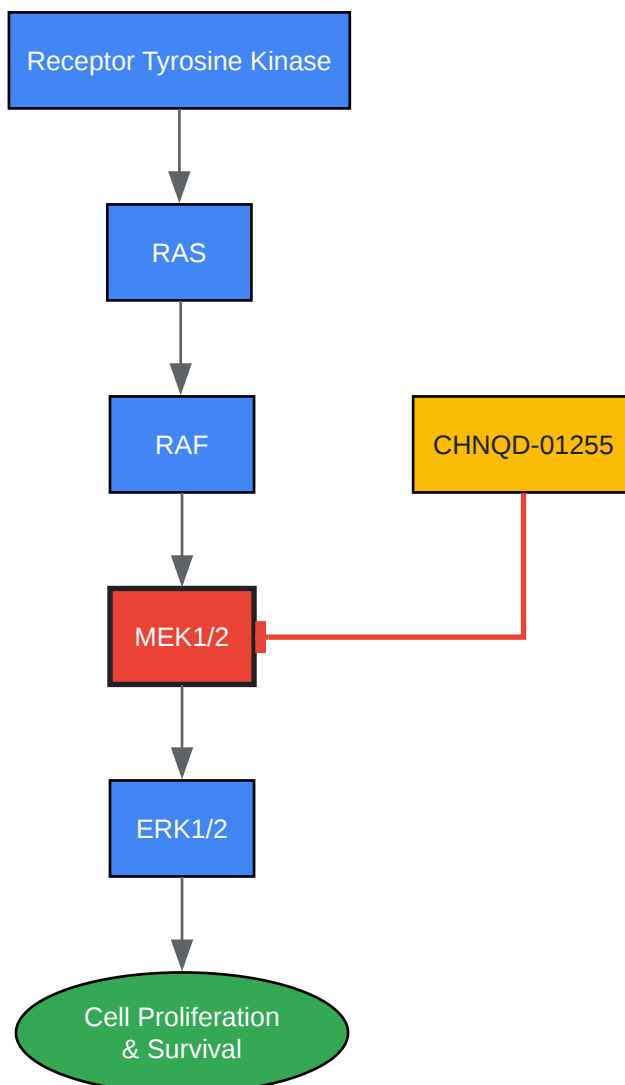 Receptor Tyrosine Kinase
RAS
RAF
CHNQD-01255
MEK1/2
ERK1/2
Cell Proliferation
& Survival